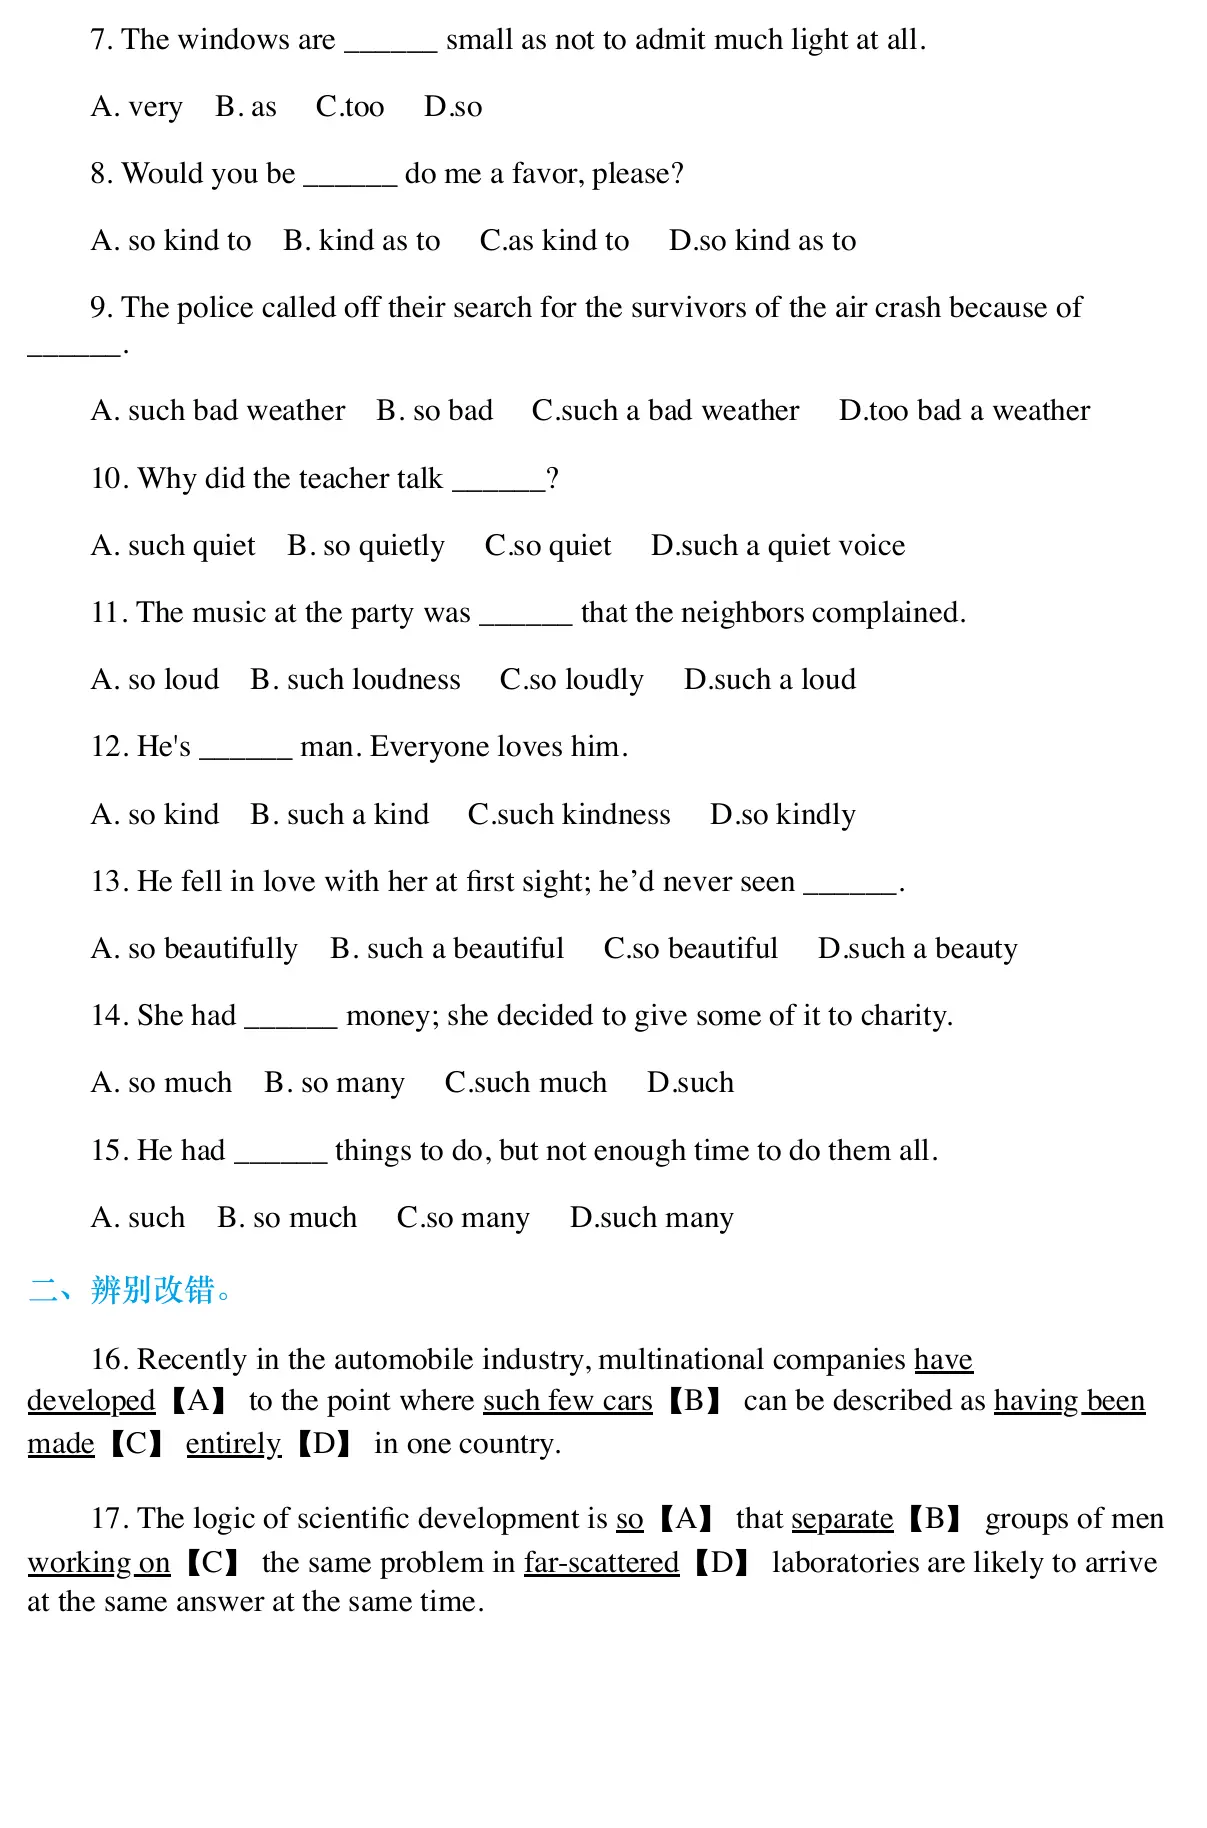 7. The windows are ______ small as not to admit much light at all.
A. very B. as C.too D.so
8. Would you be ______ do me a favor, please?
A. so kind to B. kind as to C.as kind to D.so kind as to
9. The police called off their search for the survivors of the air crash because of
______.
A. such bad weather B. so bad C.such a bad weather D.too bad a weather
10. Why did the teacher talk ______?
A. such quiet B. so quietly C.so quiet D.such a quiet voice
11. The music at the party was ______ that the neighbors complained.
A. so loud B. such loudness C.so loudly D.such a loud
12. He's ______ man. Everyone loves him.
A. so kind B. such a kind C.such kindness D.so kindly
13. He fell in love with her at first sight; he’d never seen ______.
A. so beautifully B. such a beautiful C.so beautiful D.such a beauty
14. She had ______ money; she decided to give some of it to charity.
A. so much B. so many C.such much D.such
15. He had ______ things to do, but not enough time to do them all.
A. such B. so much C.so many D.such many
二、辨别改错。
16. Recently in the automobile industry, multinational companies have
developed【A】 to the point where such few cars【B】 can be described as having been
made【C】 entirely【D】 in one country.
17. The logic of scientific development is so【A】 that separate【B】 groups of men
working on【C】 the same problem in far-scattered【D】 laboratories are likely to arrive
at the same answer at the same time.